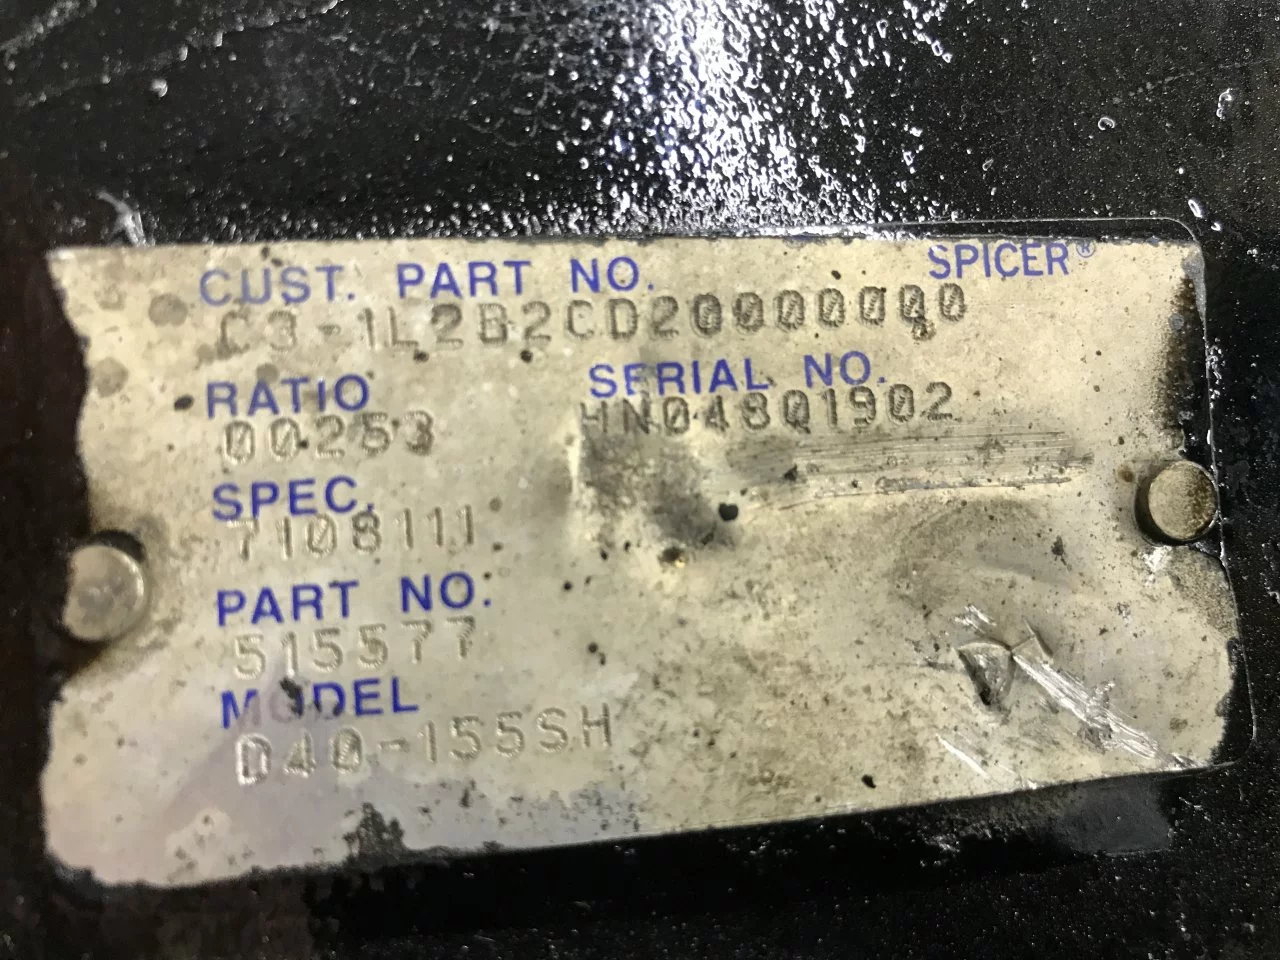 CUST. PART NO. SPICER®
C3-1L2B2CD20000000
RATIO SERIAL NO.
00253 HN048Q1902
SPEC.
7108111
PART NO.
515577
MODEL
D40-155SH